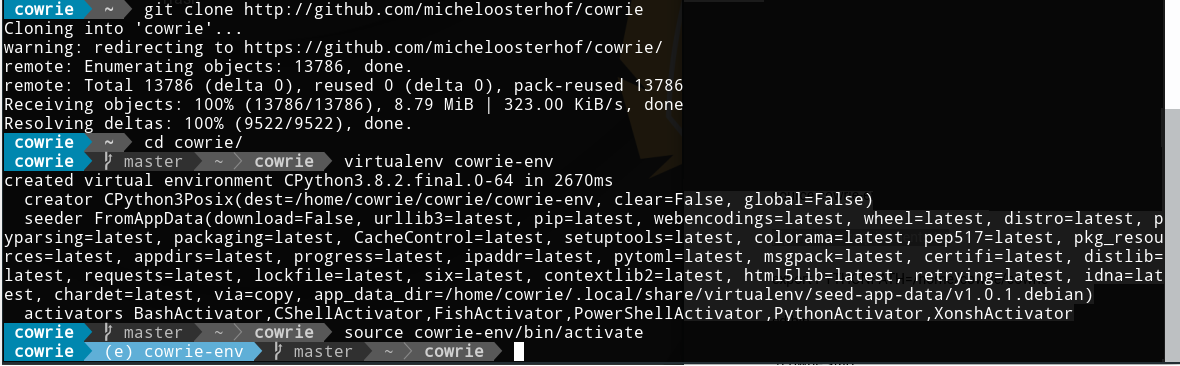 cowrie ~ git clone http://github.com/micheloosterhof/cowrie
Cloning into 'cowrie'...
warning: redirecting to https://github.com/micheloosterhof/cowrie/
remote: Enumerating objects: 13786, done.
remote: Total 13786 (delta 0), reused 0 (delta 0), pack-reused 13786
Receiving objects: 100% (13786/13786), 8.79 MiB | 323.00 KiB/s, done
Resolving deltas: 100% (9522/9522), done.
cowrie ~ cd cowrie/
cowrie master ~ cowrie virtualenv cowrie-env
created virtual environment CPython3.8.2.final.0-64 in 2670ms
creator CPython3Posix(dest=/home/cowrie/cowrie/cowrie-env, clear=False, global=False)
seeder FromAppData(download=False, urllib3=latest, pip=latest, webencodings=latest, wheel=latest, distro=latest, p
yparsing=latest, packaging=latest, CacheControl=latest, setuptools=latest, colorama=latest, pep517=latest, pkg_resou
rces=latest, appdirs=latest, progress=latest, ipaddr=latest, pytoml=latest, msgpack=latest, certifi=latest, distlib=
latest, requests=latest, lockfile=latest, six=latest, contextlib2=latest, html5lib=latest, retrying=latest, idna=lat
est, chardet=latest, via=copy, app_data_dir=/home/cowrie/.local/share/virtualenv/seed-app-data/v1.0.1.debian)
activators BashActivator,CShellActivator,FishActivator,PowerShellActivator,PythonActivator,XonshActivator
cowrie master ~ cowrie source cowrie-env/bin/activate
cowrie (e) cowrie-env master ~ cowrie